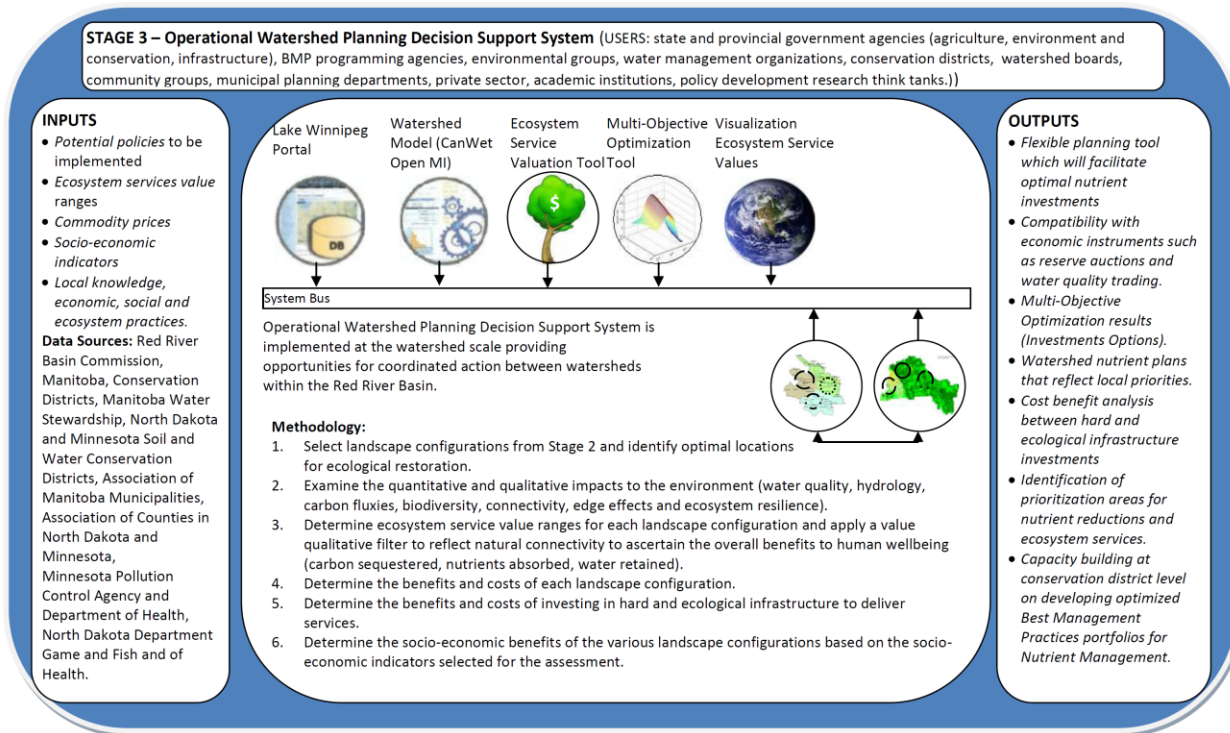 STAGE 3 – Operational Watershed Planning Decision Support System (USERS: state and provincial government agencies (agriculture, environment and
conservation, infrastructure), BMP programming agencies, environmental groups, water management organizations, conservation districts, watershed boards,
community groups, municipal planning departments, private sector, academic institutions, policy development research think tanks.))
INPUTS
• Potential policies to be
implemented
• Ecosystem services value
ranges
• Commodity prices
• Socio-economic
indicators
• Local knowledge,
economic, social and
ecosystem practices.
Data Sources: Red River
Basin Commission,
Manitoba, Conservation
Districts, Manitoba Water
Stewardship, North Dakota
and Minnesota Soil and
Water Conservation
Districts, Association of
Manitoba Municipalities,
Association of Counties in
North Dakota and
Minnesota,
Minnesota Pollution
Control Agency and
Department of Health,
North Dakota Department
Game and Fish and of
Health.
Lake Winnipeg
Portal
Watershed
Model (CanWet
Open MI)
Ecosystem
Service
Valuation Tool
Multi-Objective
Optimization
Tool
Visualization
Ecosystem Service
Values
DB
$
System Bus
Operational Watershed Planning Decision Support System is
implemented at the watershed scale providing
opportunities for coordinated action between watersheds
within the Red River Basin.
Methodology:
1. Select landscape configurations from Stage 2 and identify optimal locations
for ecological restoration.
2. Examine the quantitative and qualitative impacts to the environment (water quality, hydrology,
carbon fluxies, biodiversity, connectivity, edge effects and ecosystem resilience).
3. Determine ecosystem service value ranges for each landscape configuration and apply a value
qualitative filter to reflect natural connectivity to ascertain the overall benefits to human wellbeing
(carbon sequestered, nutrients absorbed, water retained).
4. Determine the benefits and costs of each landscape configuration.
5. Determine the benefits and costs of investing in hard and ecological infrastructure to deliver
services.
6. Determine the socio-economic benefits of the various landscape configurations based on the socio-
economic indicators selected for the assessment.
OUTPUTS
• Flexible planning tool
which will facilitate
optimal nutrient
investments
• Compatibility with
economic instruments such
as reserve auctions and
water quality trading.
• Multi-Objective
Optimization results
(Investments Options).
• Watershed nutrient plans
that reflect local priorities.
• Cost benefit analysis
between hard and
ecological infrastructure
investments
• Identification of
prioritization areas for
nutrient reductions and
ecosystem services.
• Capacity building at
conservation district level
on developing optimized
Best Management
Practices portfolios for
Nutrient Management.